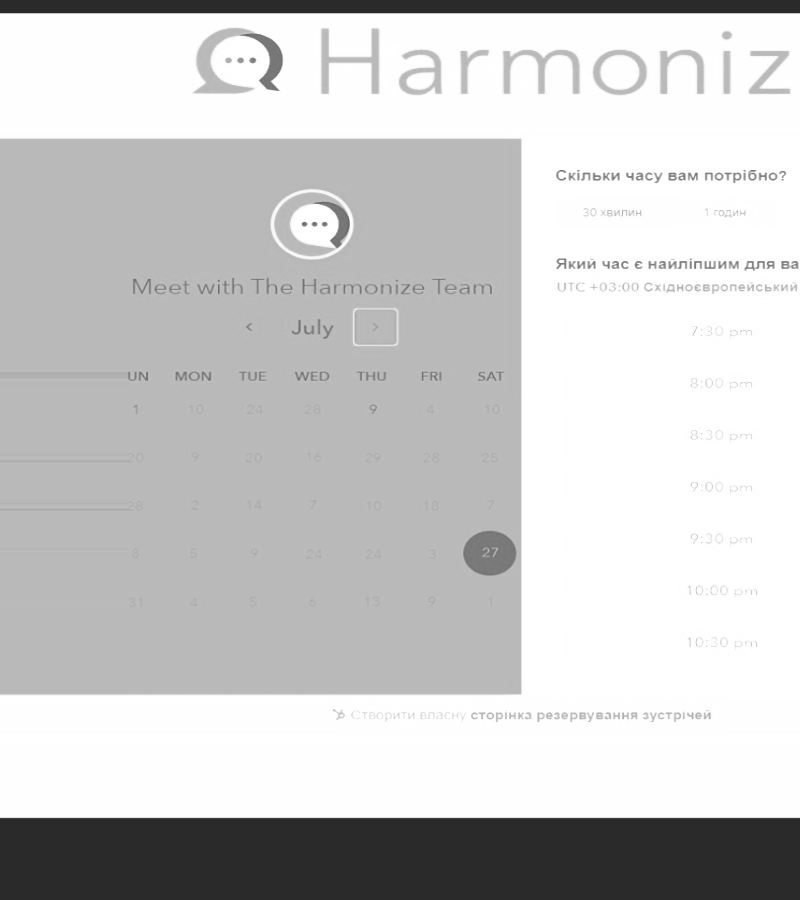 Harmoniz
Meet with The Harmonize Team
< July >
UN MON TUE WED THU FRI SAT
1 10 24 28 9 4 10
20 9 20 16 29 28 25
28 2 14 7 10 18 7
8 5 9 24 24 3 27
31 4 5 6 13 9 1
Скільки часу вам потрібно?
30 хвилин 1 годин
Який час є найліпшим для ва
UTC +03:00 Східноєвропейський
7:30 pm
8:00 pm
8:30 pm
9:00 pm
9:30 pm
10:00 pm
10:30 pm
Створити власну сторінка резервування зустрічей